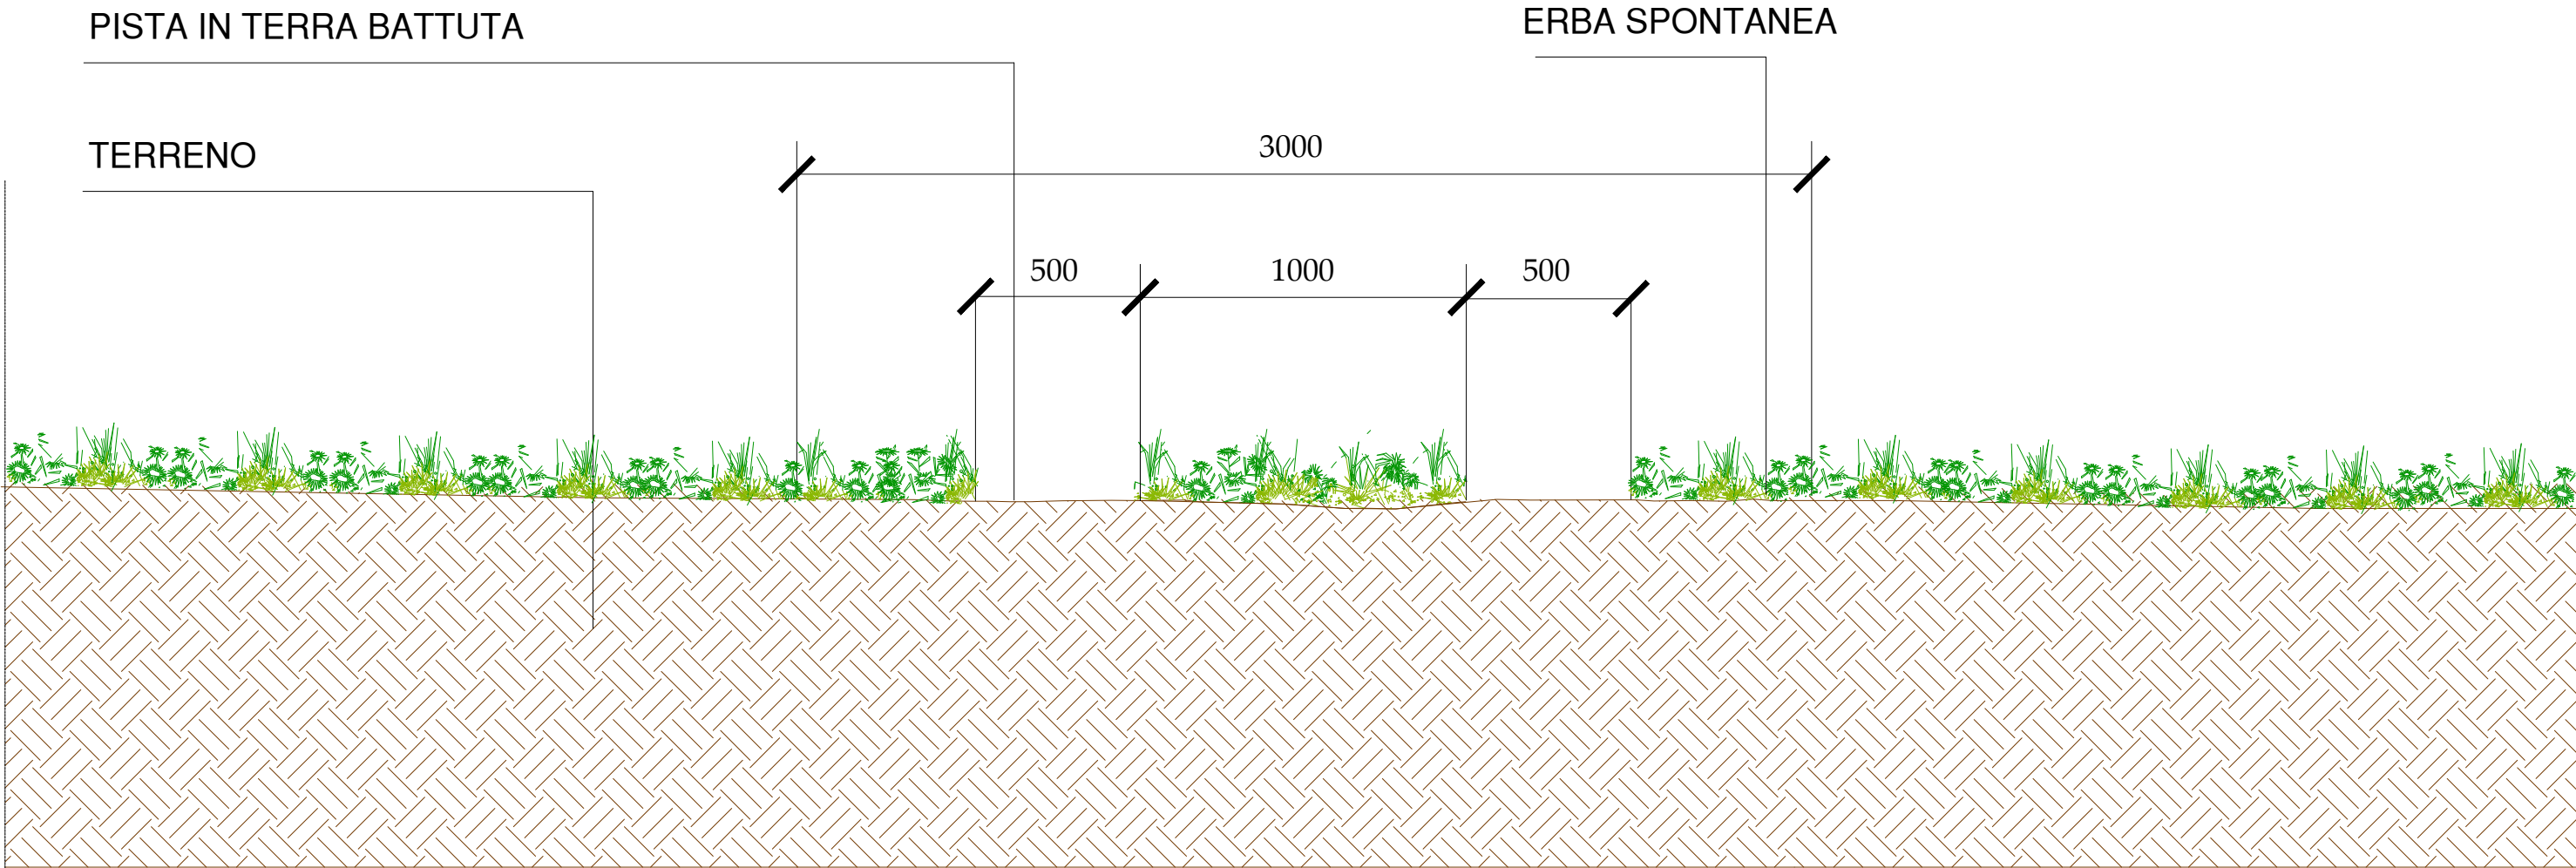 PISTA IN TERRA BATTUTA
ERBA SPONTANEA
TERRENO
3000
500
1000
500